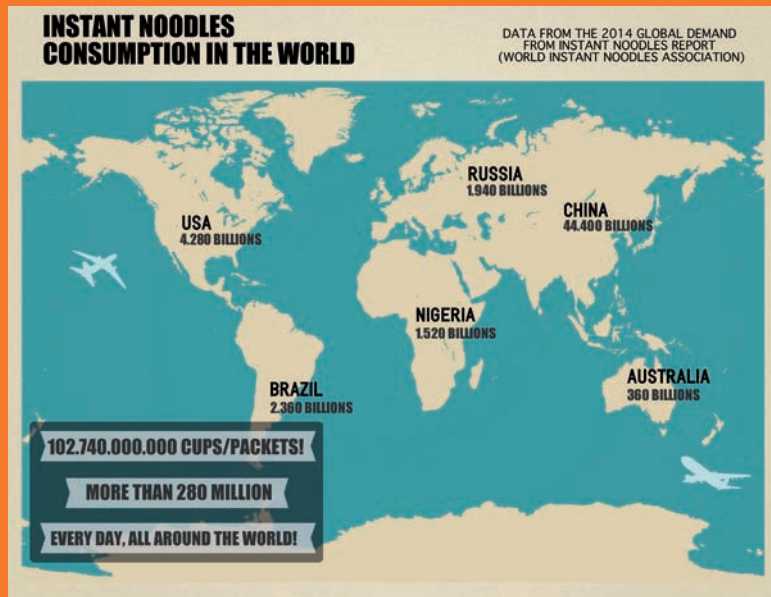 INSTANT NOODLES
CONSUMPTION IN THE WORLD
DATA FROM THE 2014 GLOBAL DEMAND
FROM INSTANT NOODLES REPORT
(WORLD INSTANT NOODLES ASSOCIATION)
RUSSIA
1.940 BILLIONS
CHINA
44.400 BILLIONS
USA
4.280 BILLIONS
NIGERIA
1.520 BILLIONS
BRAZIL
2.360 BILLIONS
AUSTRALIA
360 BILLIONS
102.740.000.000 CUPS/PACKETS!
MORE THAN 280 MILLION
EVERY DAY, ALL AROUND THE WORLD!